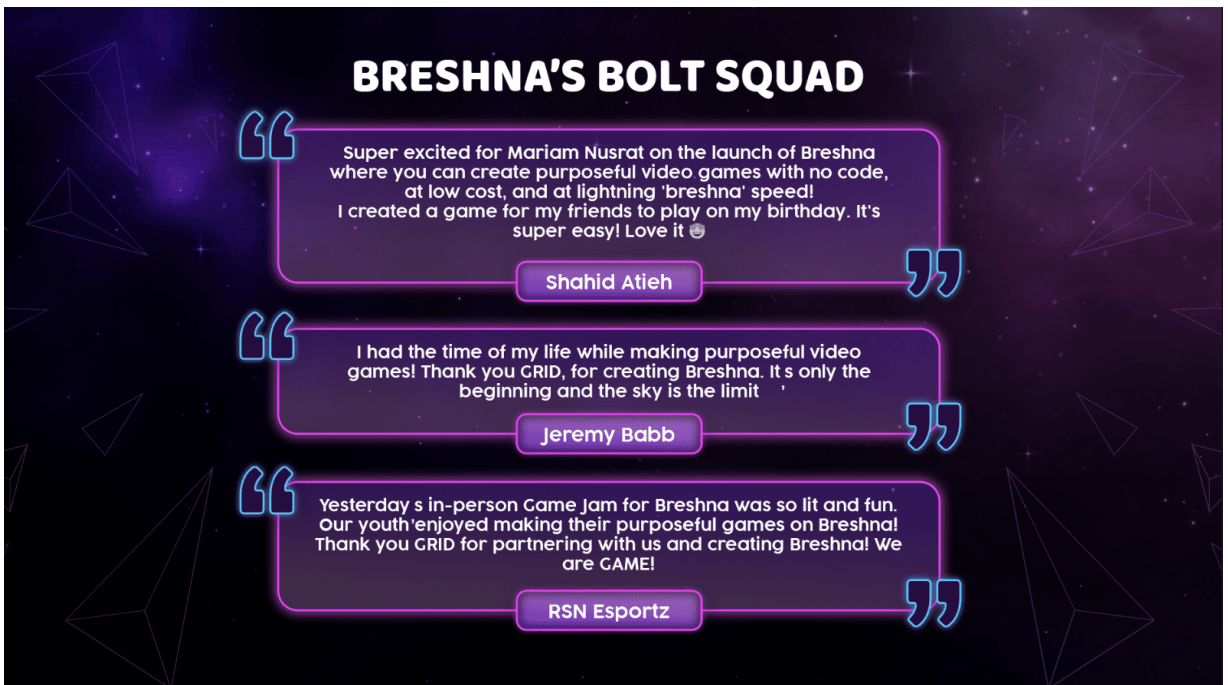 BRESHNA'S BOLT SQUAD
Super excited for Mariam Nusrat on the launch of Breshna
where you can create purposeful video games with no code,
at low cost, and at lightning 'breshna' speed!
I created a game for my friends to play on my birthday. It's
super easy! Love it 🤩
Shahid Atieh
I had the time of my life while making purposeful video
games! Thank you GRID, for creating Breshna. It s only the
beginning and the sky is the limit ’
Jeremy Babb
Yesterday s in-person Game Jam for Breshna was so lit and fun.
Our youth’enjoyed making their purposeful games on Breshna!
Thank you GRID for partnering with us and creating Breshna! We
are GAME!
RSN Esportz